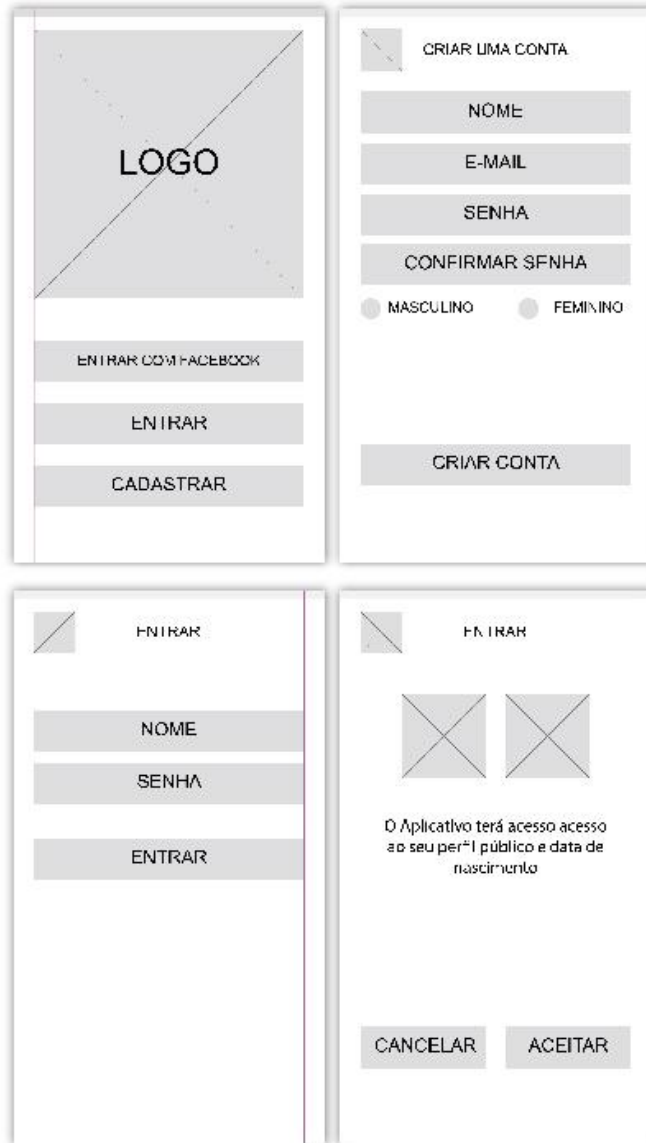 LOGO
ENTRAR COM FACEBOOK
ENTRAR
CADASTRAR
CRIAR UMA CONTA
NOME
E-MAIL
SENHA
CONFIRMAR SENHA
MASCULINO FEMININO
CRIAR CONTA
ENTRAR
NOME
SENHA
ENTRAR
ENTRAR
O Aplicativo terá acesso acesso
ao seu perfil público e data de
nascimento
CANCELAR ACEITAR